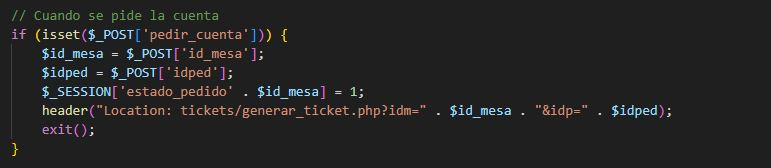 // Cuando se pide la cuenta
if (isset($_POST['pedir_cuenta'])) {
    $id_mesa = $_POST['id_mesa'];
    $idped = $_POST['idped'];
    $_SESSION['estado_pedido' . $id_mesa] = 1;
    header("Location: tickets/generar_ticket.php?idm=" . $id_mesa . "&idp=" . $idped);
    exit();
}